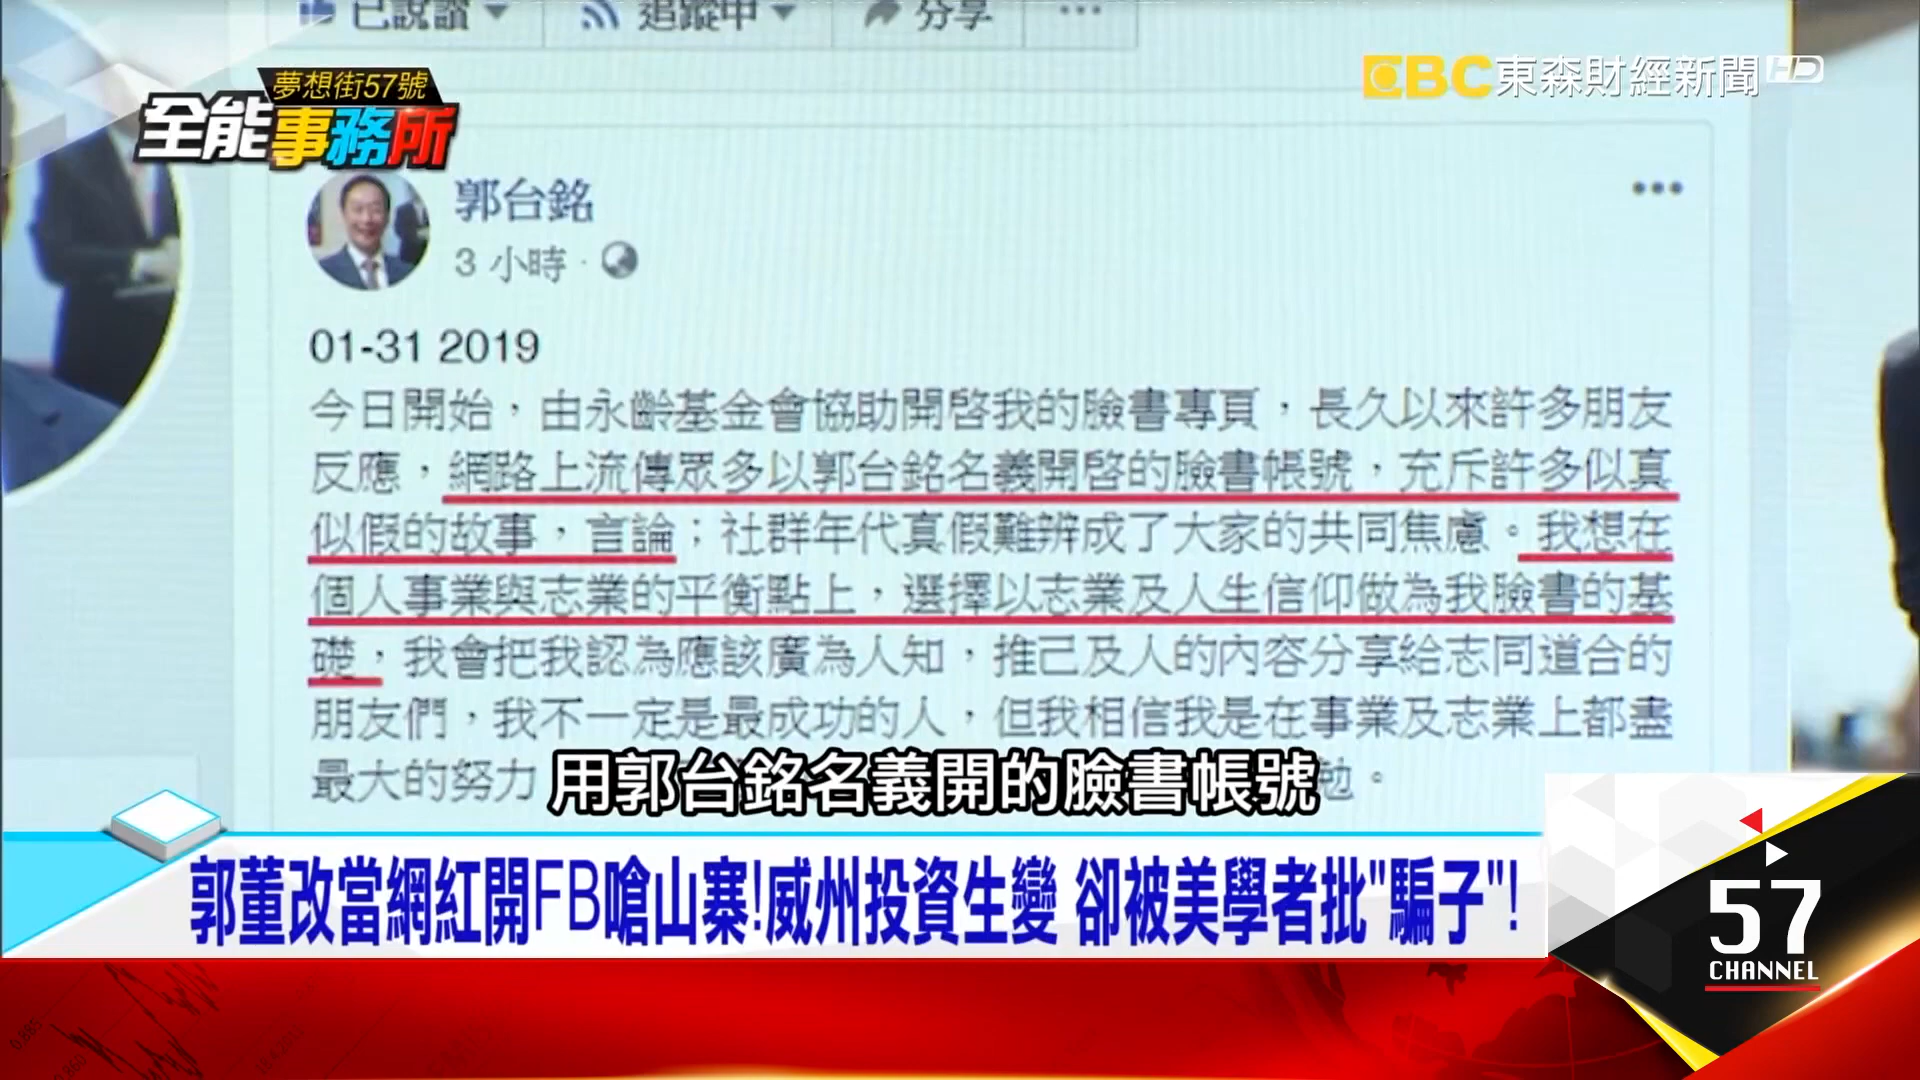 已說讚
追蹤中
分享
夢想街57號
全能事務所
EBC東森財經新聞HD
郭台銘
3 小時
01-31 2019
今日開始，由永齡基金會協助開啓我的臉書專頁，長久以來許多朋友
反應，網路上流傳眾多以郭台銘名義開啓的臉書帳號，充斥許多似真
似假的故事，言論；社群年代真假難辨成了大家的共同焦慮。我想在
個人事業與志業的平衡點上，選擇以志業及人生信仰做為我臉書的基
礎，我會把我認為應該廣為人知，推己及人的內容分享給志同道合的
朋友們，我不一定是最成功的人，但我相信我是在事業及志業上都盡
最大的努力
勉。
用郭台銘名義開的臉書帳號
郭董改當網紅開FB嗆山寨!威州投資生變 卻被美學者批"騙子"!
57
CHANNEL